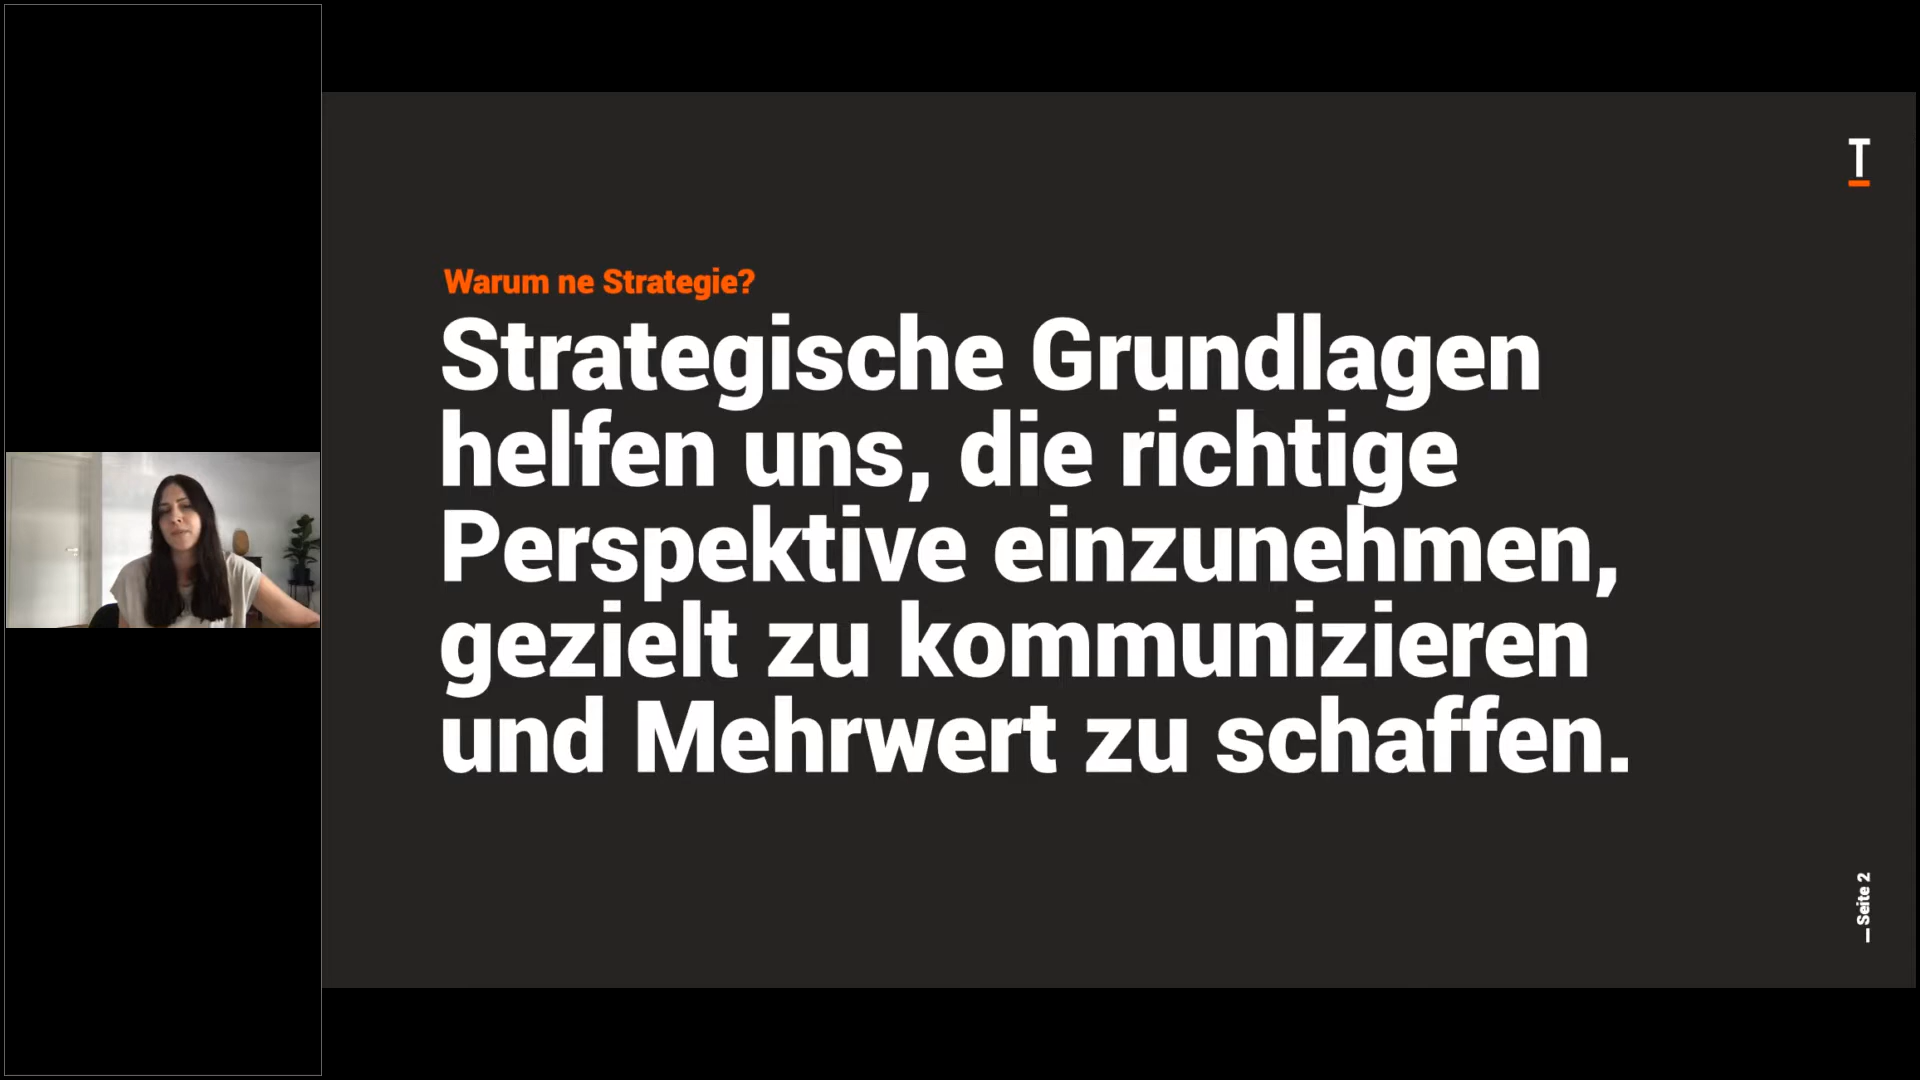 T
Warum ne Strategie?
Strategische Grundlagen
helfen uns, die richtige
Perspektive einzunehmen,
gezielt zu kommunizieren
und Mehrwert zu schaffen.
_Seite 2